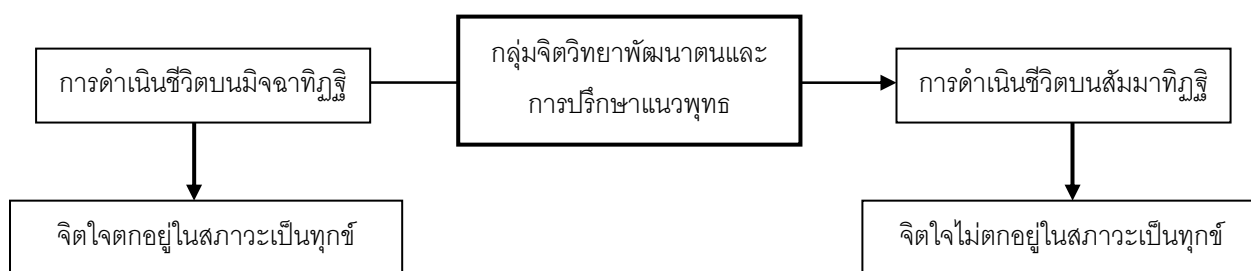 การดำเนินชีวิตบนมิจฉาทิฏฐิ
กลุ่มจิตวิทยาพัฒนาตนและ
การปรึกษาแนวพุทธ
การดำเนินชีวิตบนสัมมาทิฏฐิ
จิตใจตกอยู่ในสภาวะเป็นทุกข์
จิตใจไม่ตกอยู่ในสภาวะเป็นทุกข์